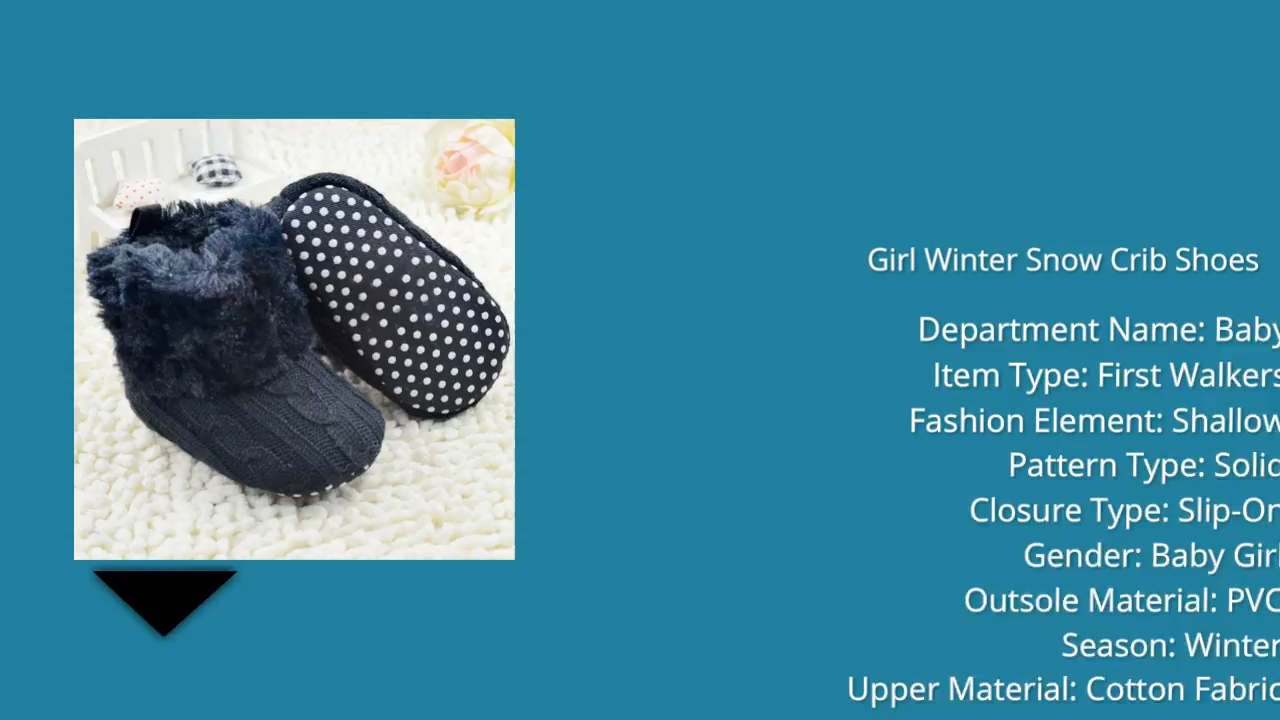 Girl Winter Snow Crib Shoes
Department Name: Baby
Item Type: First Walkers
Fashion Element: Shallow
Pattern Type: Solid
Closure Type: Slip-On
Gender: Baby Girl
Outsole Material: PVC
Season: Winter
Upper Material: Cotton Fabric